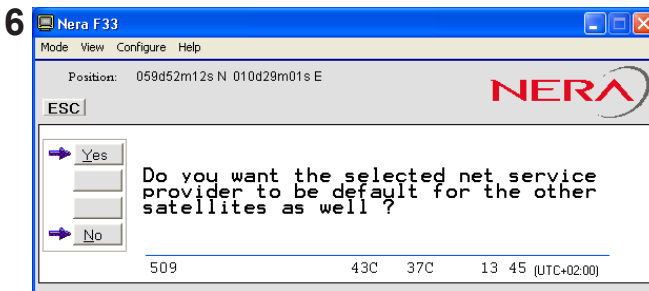 6
Nera F33
Mode View Configure Help
Position: 059d52m12s N 010d29m01s E
NERA
ESC
Yes
Do you want the selected net service
provider to be default for the other
satellites as well ?
No
509 43C 37C 13 45 (UTC+02:00)